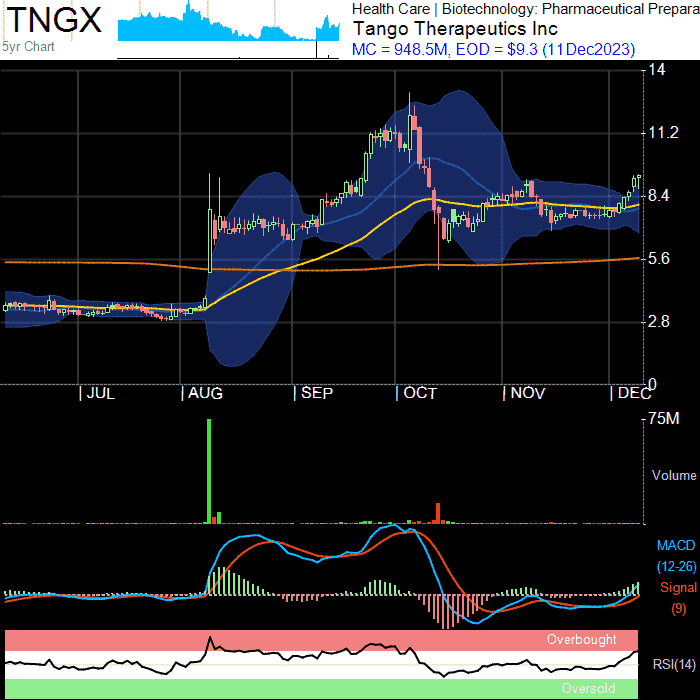 TNGX
Health Care | Biotechnology: Pharmaceutical Prepara
Tango Therapeutics Inc
5yr Chart
MC = 948.5M, EOD = $9.3 (11Dec2023)
14
11.2
8.4
5.6
2.8
0
JUL
AUG
SEP
OCT
NOV
DEC
75M
Volume
MACD
(12-26)
Signal
(9)
Overbought
RSI(14)
Oversold